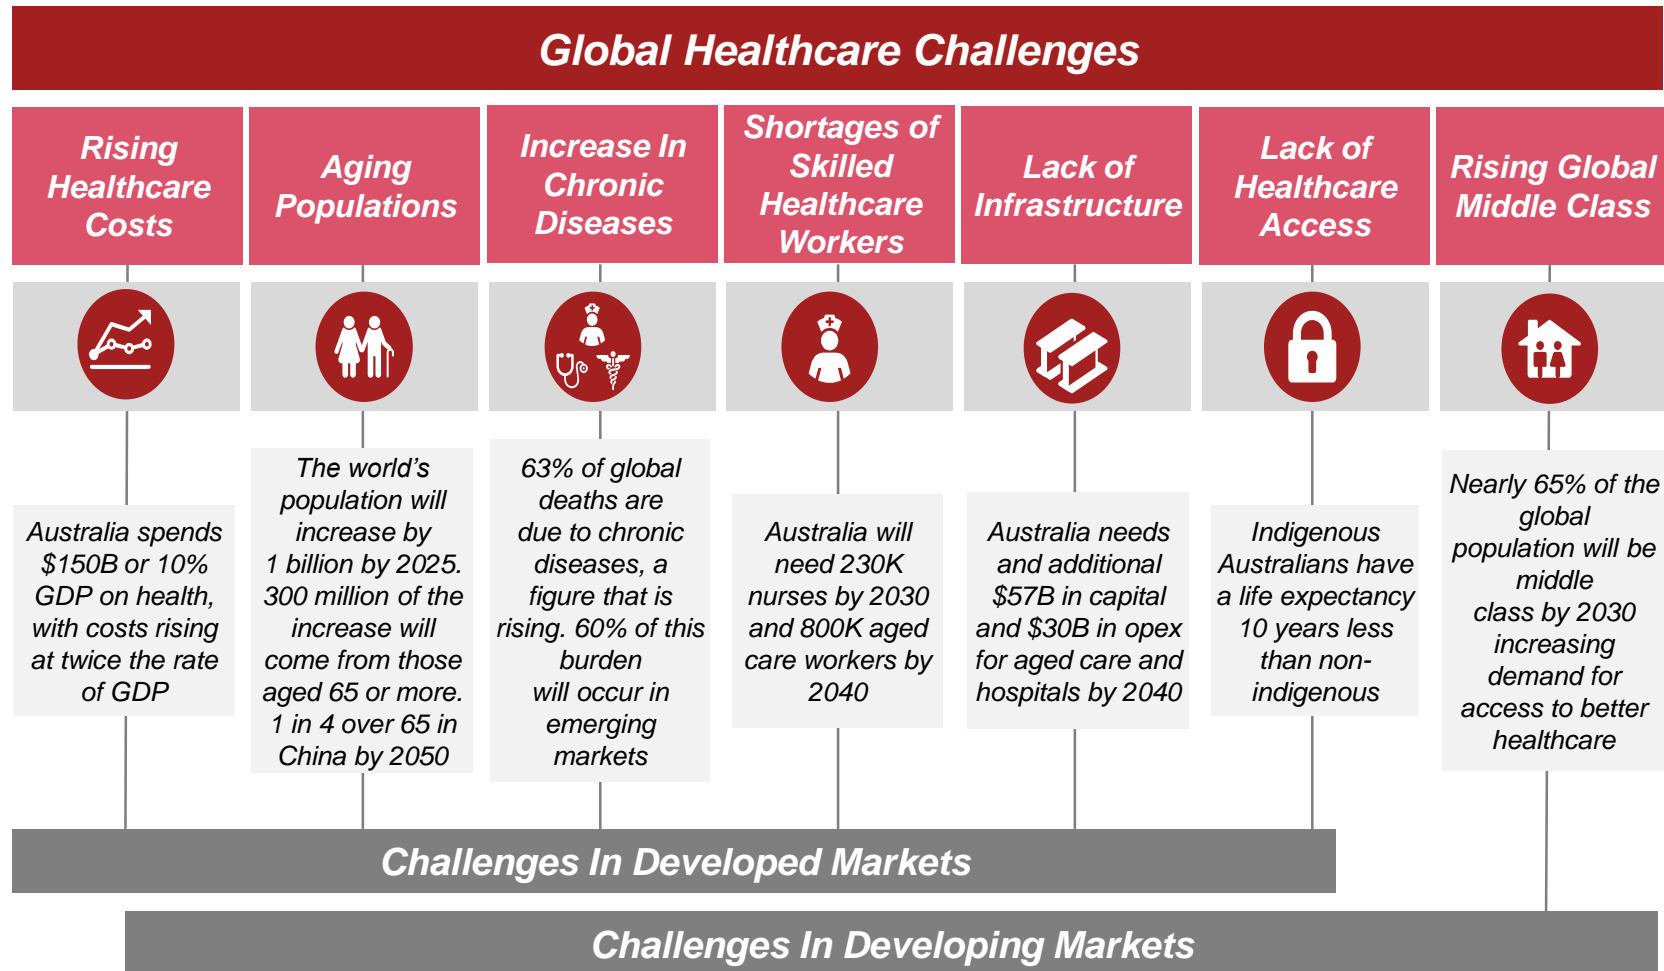 Global Healthcare Challenges
Rising
Healthcare
Costs
Aging
Populations
Increase In
Chronic
Diseases
Shortages of
Skilled
Healthcare
Workers
Lack of
Infrastructure
Lack of
Healthcare
Access
Rising Global
Middle Class
Australia spends
$150B or 10%
GDP on health,
with costs rising
at twice the rate
of GDP
The world’s
population will
increase by
1 billion by 2025.
300 million of the
increase will
come from those
aged 65 or more.
1 in 4 over 65 in
China by 2050
63% of global
deaths are
due to chronic
diseases, a
figure that is
rising. 60% of this
burden
will occur in
emerging
markets
Australia will
need 230K
nurses by 2030
and 800K aged
care workers by
2040
Australia needs
and additional
$57B in capital
and $30B in opex
for aged care and
hospitals by 2040
Indigenous
Australians have
a life expectancy
10 years less
than non-
indigenous
Nearly 65% of the
global
population will be
middle
class by 2030
increasing
demand for
access to better
healthcare
Challenges In Developed Markets
Challenges In Developing Markets